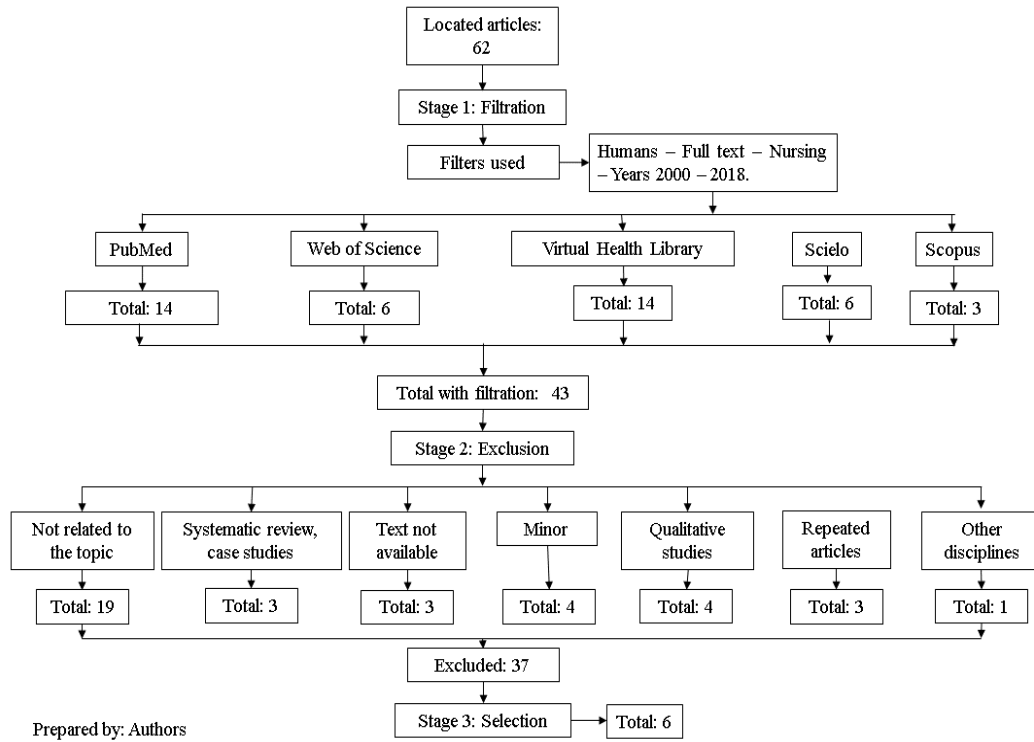 Located articles:
62
Stage 1: Filtration
Filters used
Humans – Full text – Nursing
– Years 2000 – 2018.
PubMed
Web of Science
Virtual Health Library
Scielo
Scopus
Total: 14
Total: 6
Total: 14
Total: 6
Total: 3
Total with filtration: 43
Stage 2: Exclusion
Not related to
the topic
Systematic review,
case studies
Text not
available
Minor
Qualitative
studies
Repeated
articles
Other
disciplines
Total: 19
Total: 3
Total: 3
Total: 4
Total: 4
Total: 3
Total: 1
Excluded: 37
Stage 3: Selection
Total: 6
Prepared by: Authors